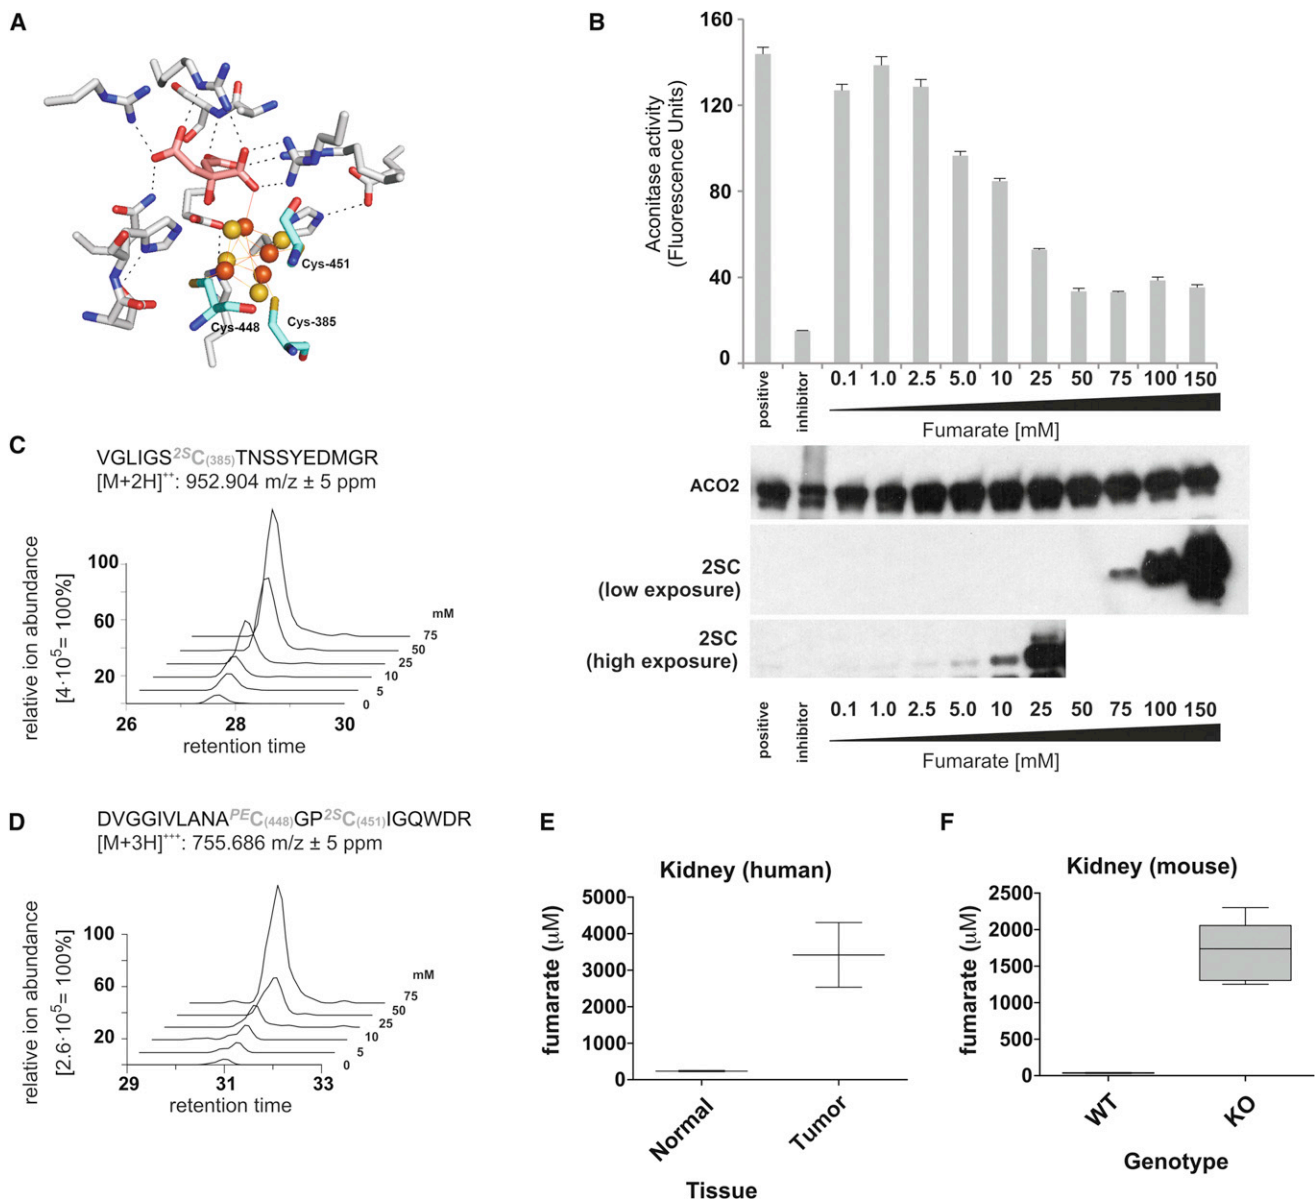 A
Cys-451
Cys-448
Cys-385
B
Aconitase activity
(Fluorescence Units)
160
120
80
40
0
positive
inhibitor
0.1 1.0 2.5 5.0 10 25 50 75 100 150
Fumarate [mM]
ACO2
2SC
(low exposure)
2SC
(high exposure)
positive
inhibitor
0.1 1.0 2.5 5.0 10 25 50 75 100 150
Fumarate [mM]
C
VGLIGS2SC(385)TNSSYEDMGR
[M+2H]++: 952.904 m/z ± 5 ppm
relative ion abundance
[4·105= 100%]
100
60
20
mM
75
50
25
10
5
0
26 28 30
retention time
D
DVGGIVLANAPEC(448)GP2SC(451)IGQWDR
[M+3H]+++: 755.686 m/z ± 5 ppm
relative ion abundance
[2.6·105= 100%]
100
60
20
mM
75
50
25
10
5
0
29 31 33
retention time
E
Kidney (human)
fumarate (μM)
5000
4000
3000
2000
1000
0
Normal
Tumor
Tissue
F
Kidney (mouse)
fumarate (μM)
2500
2000
1500
1000
500
0
WT
KO
Genotype